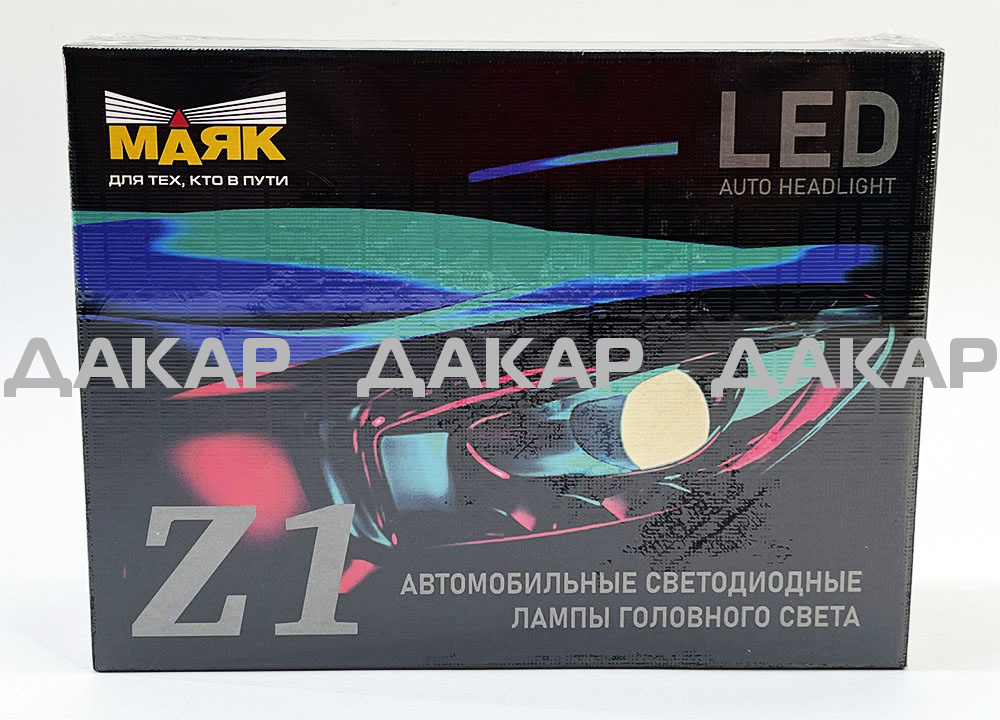 МАЯК
ДЛЯ ТЕХ, КТО В ПУТИ
LED
AUTO HEADLIGHT
ДАКАР ДАКАР ДАКАР
Z1
АВТОМОБИЛЬНЫЕ СВЕТОДИОДНЫЕ
ЛАМПЫ ГОЛОВНОГО СВЕТА